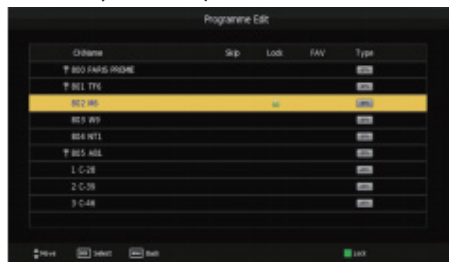 Programme Edit
CHName Skip Lock FAV Type
800 PARIS PREME
801 TF6
802 M6
803 W9
804 NT1
805 AB1
1 C-28
2 C-39
3 C-46
Move Select Back Lock